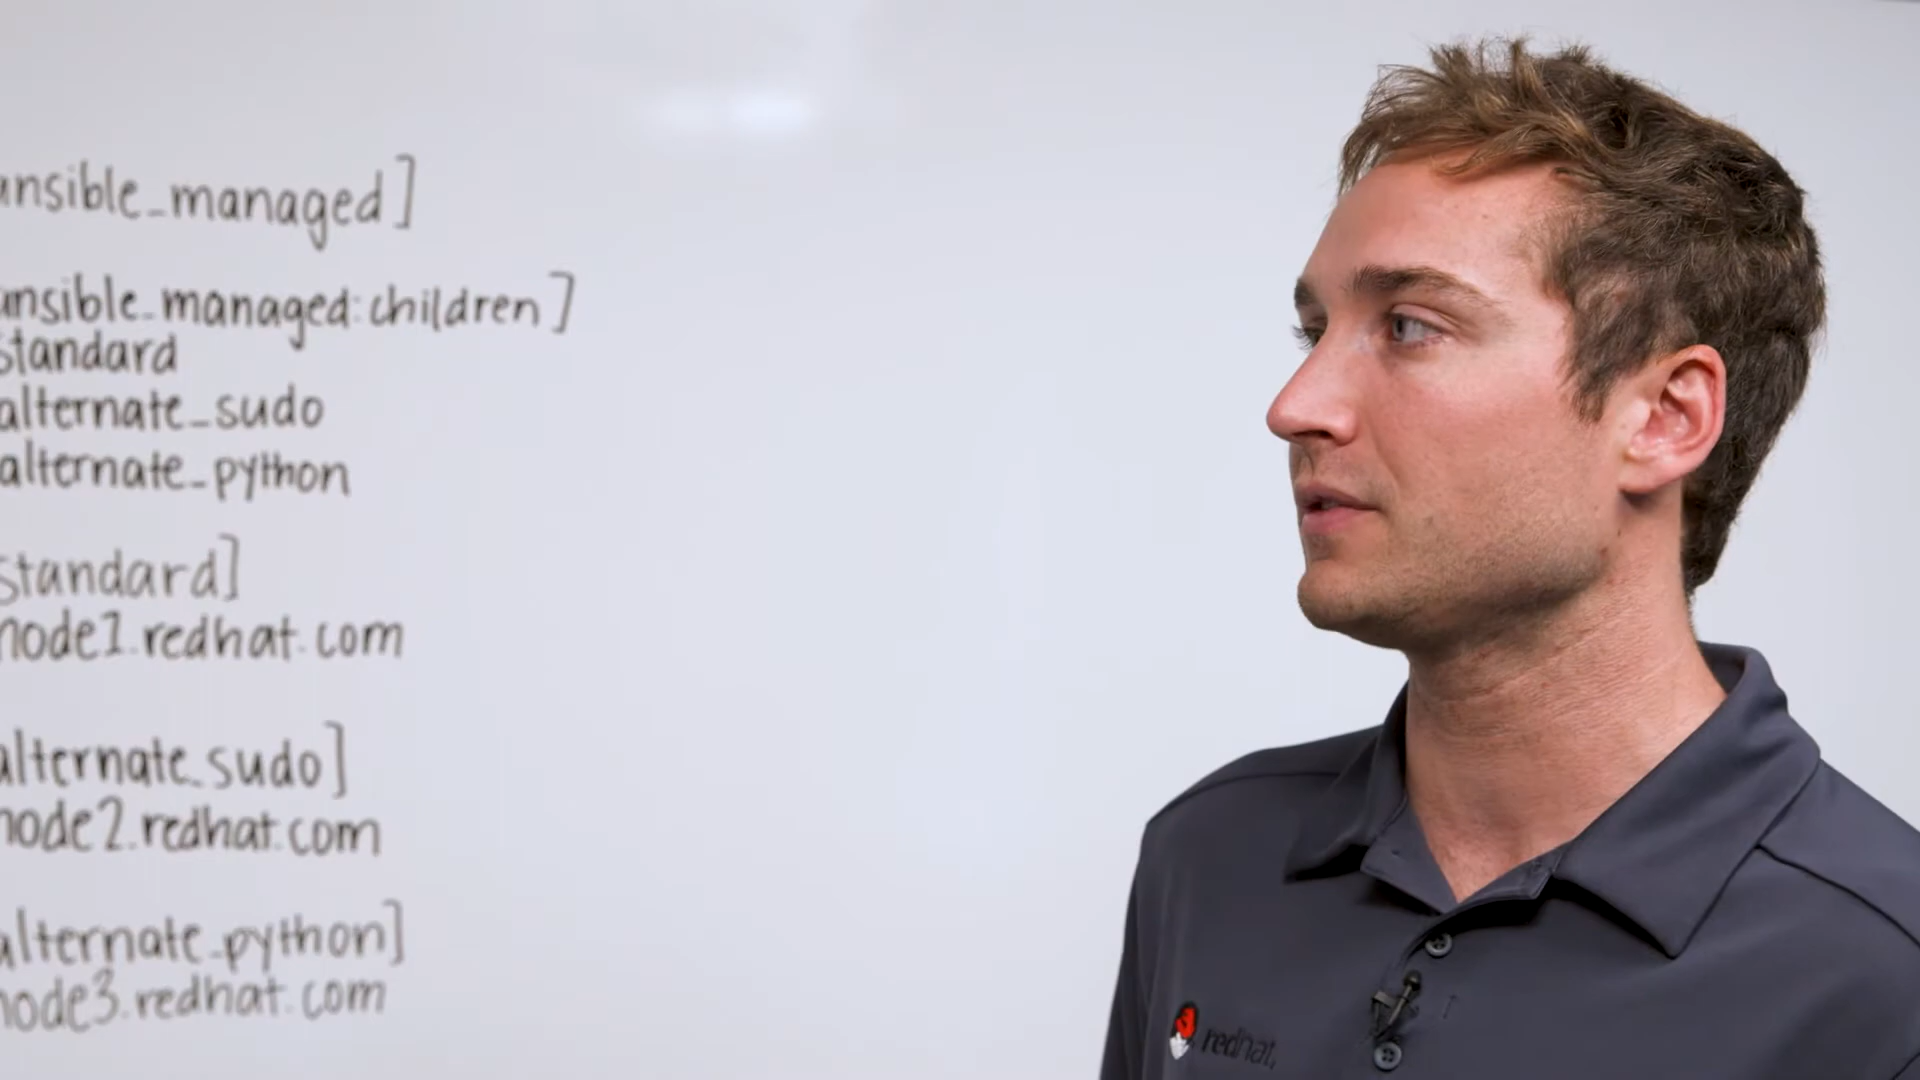 ansible_managed]
ansible_managed:children]
standard
alternate_sudo
alternate_python
standard]
node1.redhat.com
alternate_sudo]
node2.redhat.com
alternate_python]
node3.redhat.com
redhat.